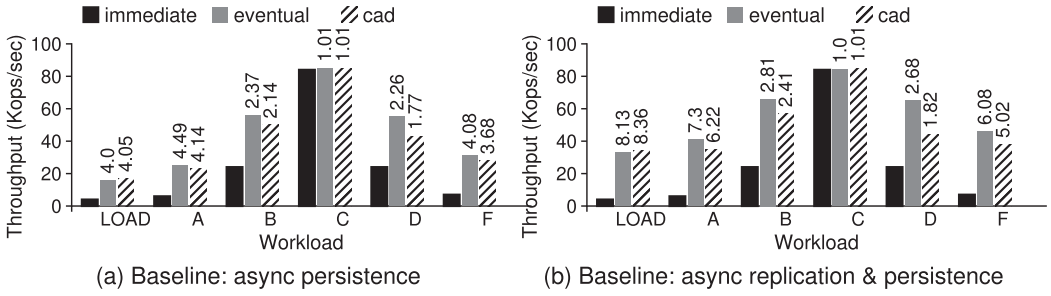 immediate eventual cad
Throughput (Kops/sec)
100
80
60
40
20
0
4.0 4.05 4.49 4.14 2.37 2.14 1.01 1.01 2.26 1.77 4.08 3.68
LOAD A B C D F
Workload
(a) Baseline: async persistence
immediate eventual cad
Throughput (Kops/sec)
100
80
60
40
20
0
8.13 8.36 7.3 6.22 2.81 2.41 1.0 1.01 2.68 1.82 6.08 5.02
LOAD A B C D F
Workload
(b) Baseline: async replication & persistence